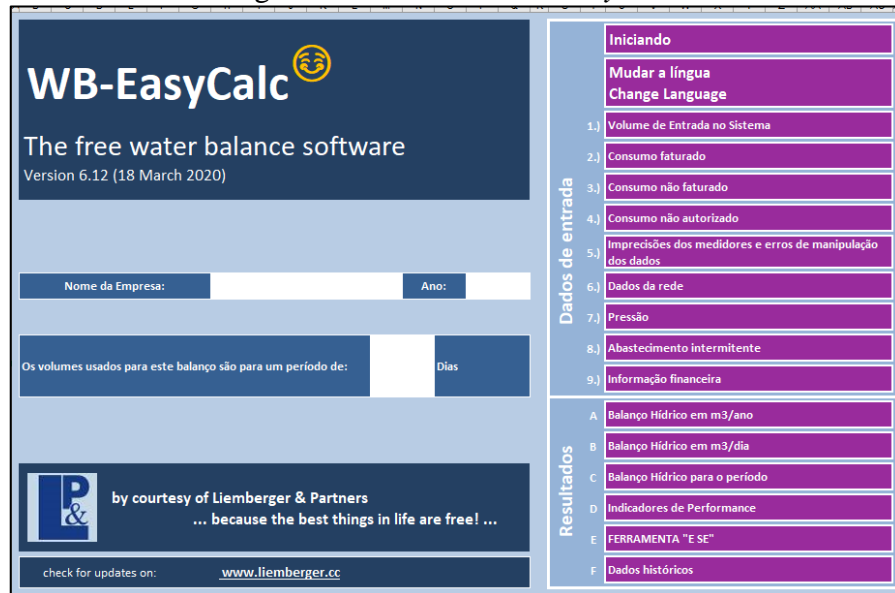 WB-EasyCalc
The free water balance software
Version 6.12 (18 March 2020)
Nome da Empresa:
Ano:
Os volumes usados para este balanço são para um período de:
Dias
L P & L
by courtesy of Liemberger & Partners
... because the best things in life are free! ...
check for updates on:
www.liemberger.cc
Dados de entrada
Iniciando
Mudar a língua
Change Language
1.) Volume de Entrada no Sistema
2.) Consumo faturado
3.) Consumo não faturado
4.) Consumo não autorizado
5.) Imprecisões dos medidores e erros de manipulação
dos dados
6.) Dados da rede
7.) Pressão
8.) Abastecimento intermitente
9.) Informação financeira
Resultados
A Balanço Hídrico em m3/ano
B Balanço Hídrico em m3/dia
C Balanço Hídrico para o período
D Indicadores de Performance
E FERRAMENTA "E SE"
F Dados históricos